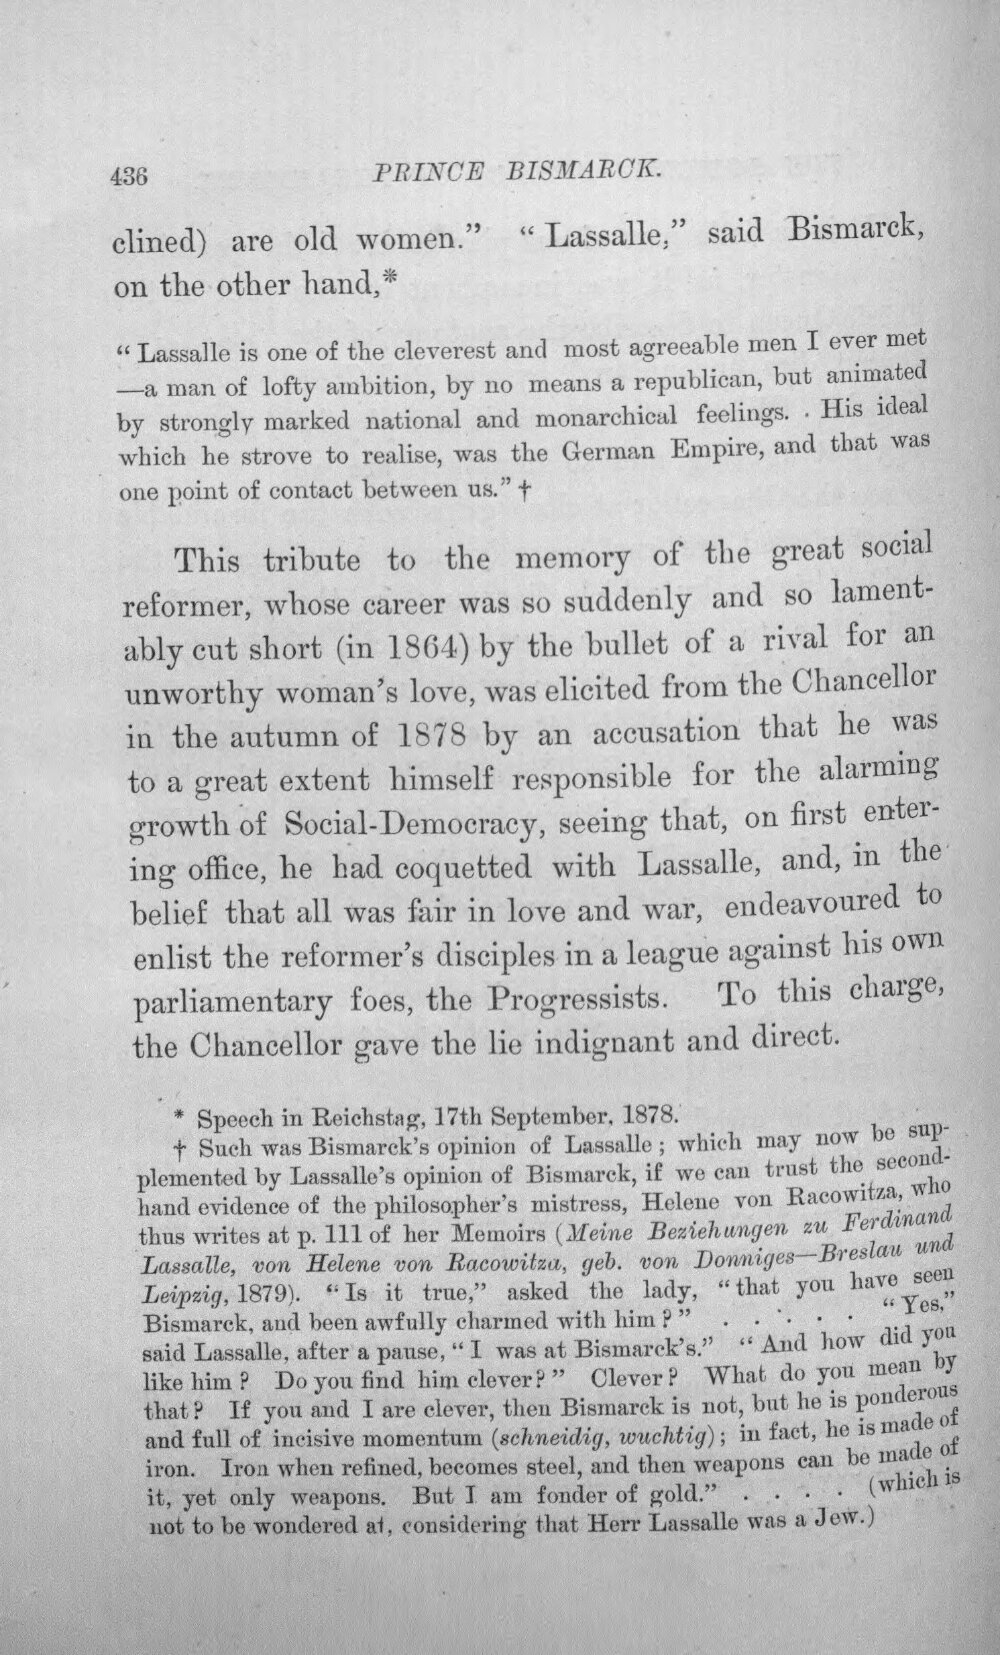 436 PRINCE BISMARCK.
clined) are old women.” “Lassalle,” said Bismarck,
on the other hand,*
“Lassalle is one of the cleverest and most agreeable men I ever met
—a man of lofty ambition, by no means a republican, but animated
by strongly marked national and monarchical feelings. . His ideal
which he strove to realise, was the German Empire, and that was
one point of contact between us.” †
This tribute to the memory of the great social
reformer, whose career was so suddenly and so lament-
ably cut short (in 1864) by the bullet of a rival for an
unworthy woman’s love, was elicited from the Chancellor
in the autumn of 1878 by an accusation that he was
to a great extent himself responsible for the alarming
growth of Social-Democracy, seeing that, on first enter-
ing office, he had coquetted with Lassalle, and, in the
belief that all was fair in love and war, endeavoured to
enlist the reformer’s disciples in a league against his own
parliamentary foes, the Progressists. To this charge,
the Chancellor gave the lie indignant and direct.
* Speech in Reichstag, 17th September, 1878.
† Such was Bismarck’s opinion of Lassalle ; which may now be sup-
plemented by Lassalle’s opinion of Bismarck, if we can trust the second-
hand evidence of the philosopher’s mistress, Helene von Racowitza, who
thus writes at p. 111 of her Memoirs (Meine Beziehungen zu Ferdinand
Lassalle, von Helene von Racowitza, geb. von Donniges—Breslau und
Leipzig, 1879). “Is it true,” asked the lady, “that you have seen
Bismarck, and been awfully charmed with him ?” . . . . . “Yes,”
said Lassalle, after a pause, “I was at Bismarck’s.” “And how did you
like him ? Do you find him clever ?” Clever ? What do you mean by
that ? If you and I are clever, then Bismarck is not, but he is ponderous
and full of incisive momentum (schneidig, wuchtig) ; in fact, he is made of
iron. Iron when refined, becomes steel, and then weapons can be made of
it, yet only weapons. But I am fonder of gold.” . . . . (which is
not to be wondered at, considering that Herr Lassalle was a Jew.)